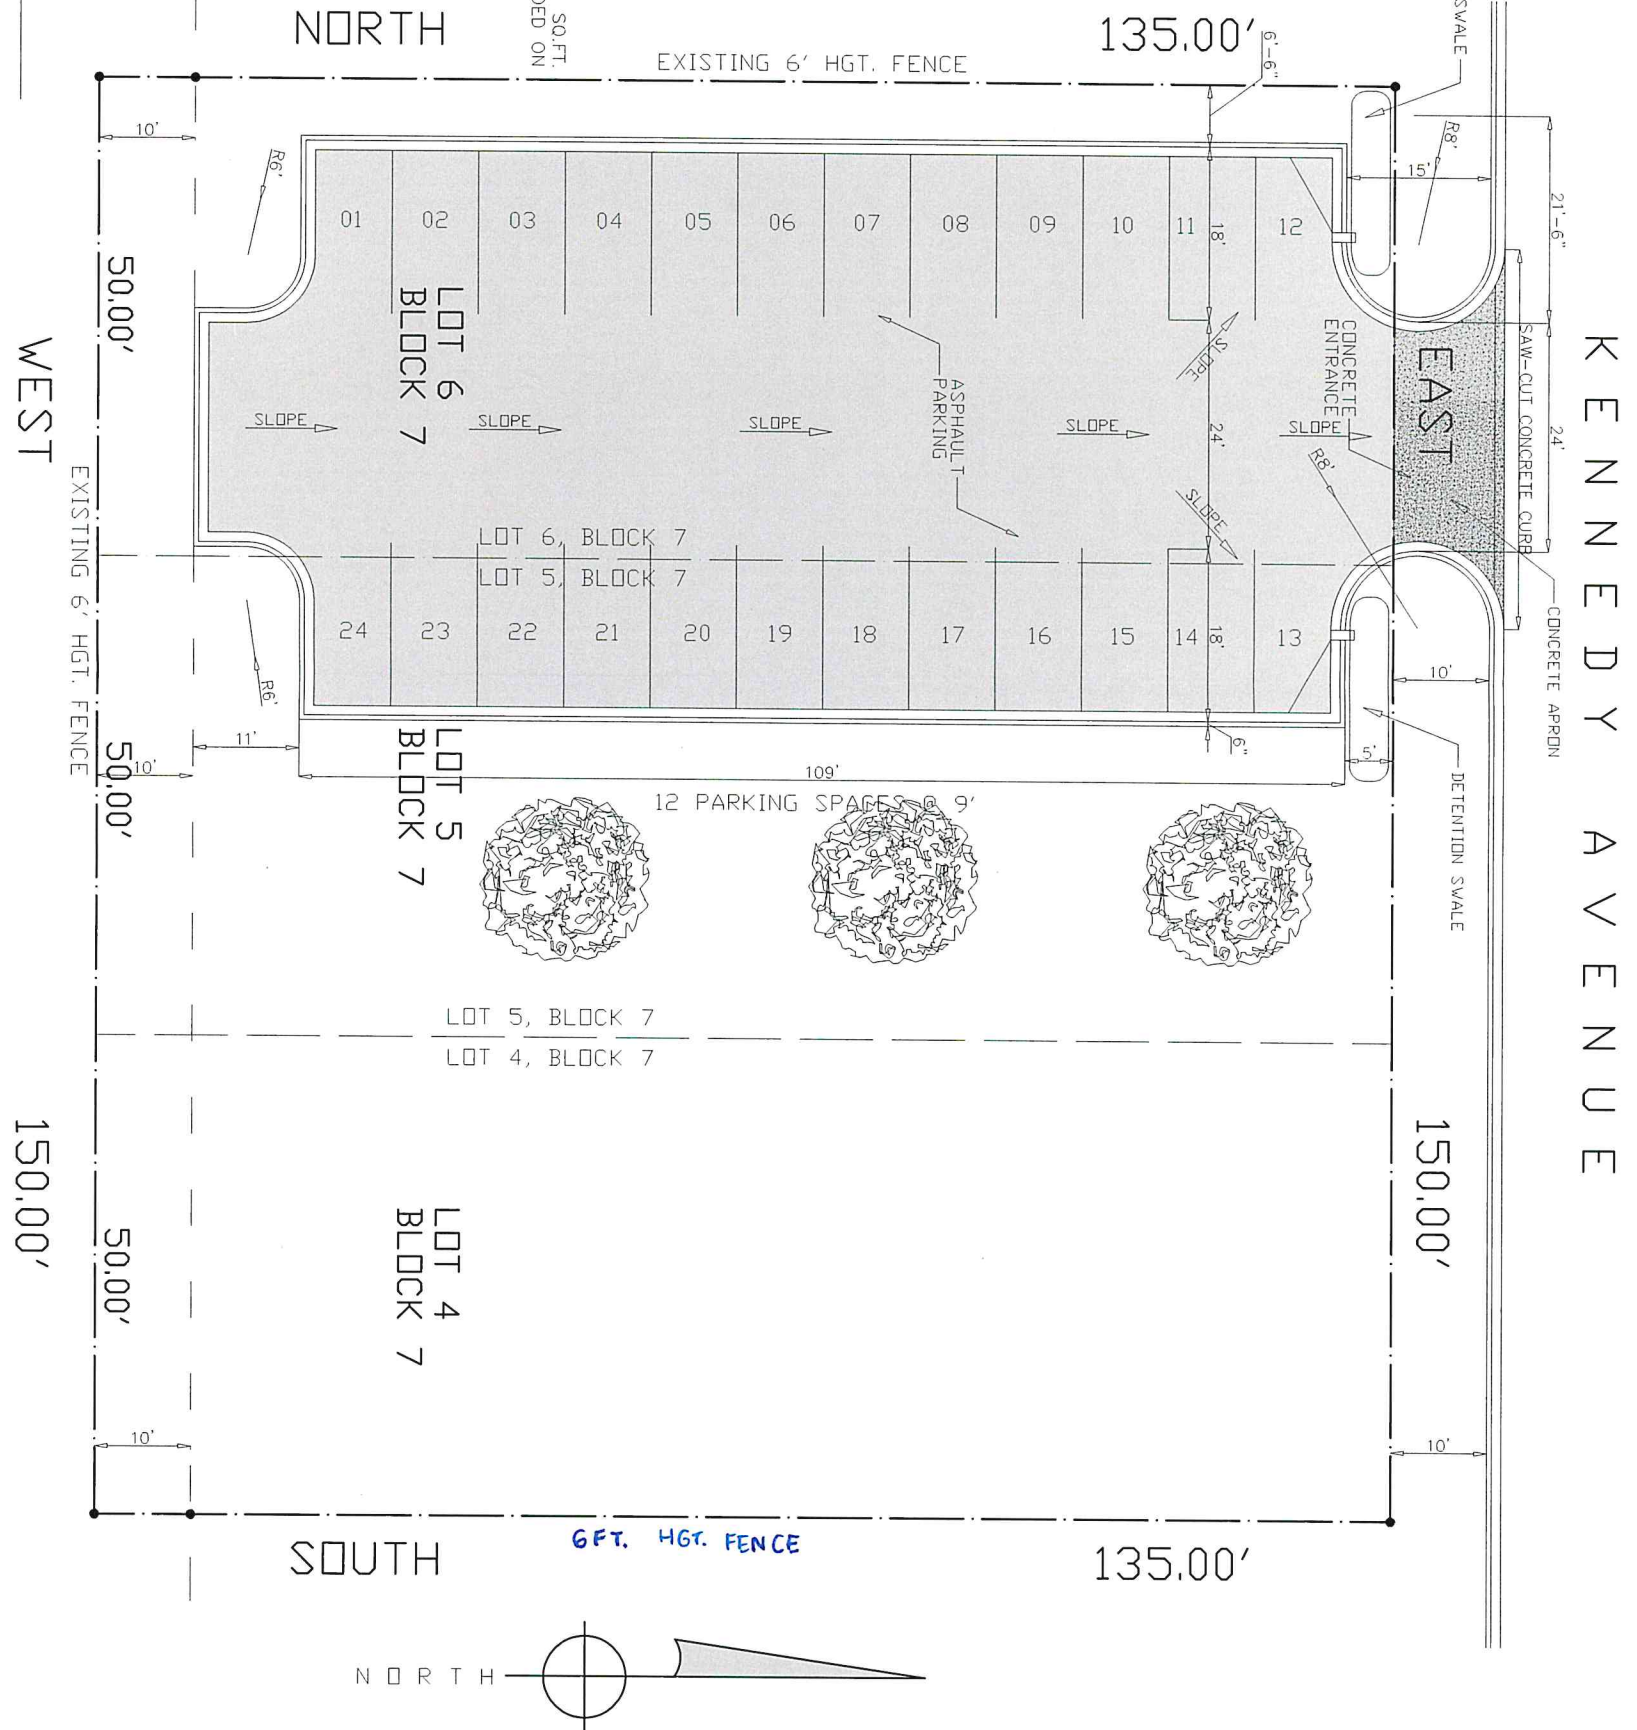 NORTH
SQ.FT.
DED ON
EXISTING 6' HGT. FENCE
135.00'
6'-6"
SWALE
10'
R6'
R8'
15'
21'-6"
01 02 03 04 05 06 07 08 09 10 11 12
18'
50.00'
LOT 6
BLOCK 7
WEST
SLOPE
SLOPE
SLOPE
SLOPE
SLOPE
SLOPE
SLOPE
ASPHAULT
PARKING
24'
CONCRETE
ENTRANCE
EAST
R8'
SAW-CUT CONCRETE CURB
24'
KENNEDY AVENUE
EXISTING 6' HGT. FENCE
LOT 6, BLOCK 7
LOT 5, BLOCK 7
24 23 22 21 20 19 18 17 16 15 14 13
18'
R6'
10'
CONCRETE APRON
11'
10'
50.00'
LOT 5
BLOCK 7
6"
5'
109'
12 PARKING SPACES @ 9'
DETENTION SWALE
LOT 5, BLOCK 7
LOT 4, BLOCK 7
150.00'
50.00'
LOT 4
BLOCK 7
150.00'
10'
10'
SOUTH
6FT. HGT. FENCE
135.00'
NORTH